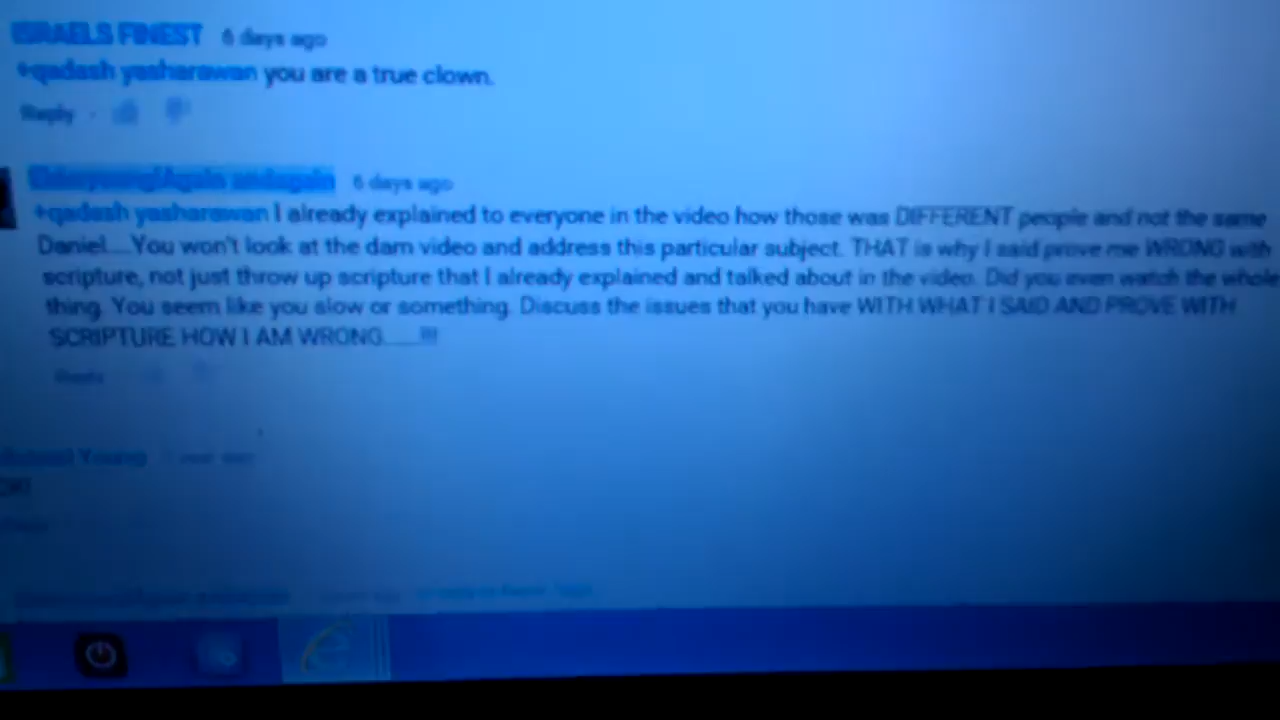 ISRAELS FINEST 6 days ago
+qadash yasharawan you are a true clown.
Reply
6 days ago
+qadash yasharawan I already explained to everyone in the video how those was DIFFERENT people and not the same
Daniel.....You won't look at the dam video and address this particular subject. THAT is why I said prove me WRONG with
scripture, not just throw up scripture that I already explained and talked about in the video. Did you even watch the whole
thing. You seem like you slow or something. Discuss the issues that you have WITH WHAT I SAID AND PROVE WITH
SCRIPTURE HOW I AM WRONG.......!!!!
Reply
Young